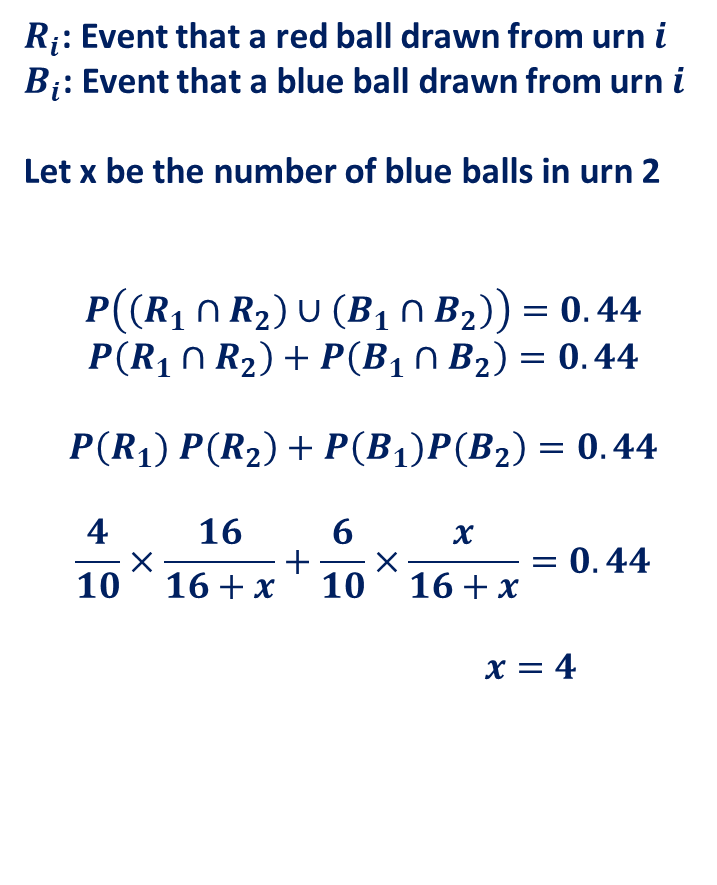 R_i: Event that a red ball drawn from urn i
B_i: Event that a blue ball drawn from urn i
Let x be the number of blue balls in urn 2
P((R₁ ∩ R₂) ∪ (B₁ ∩ B₂)) = 0.44
P(R₁ ∩ R₂) + P(B₁ ∩ B₂) = 0.44
P(R₁) P(R₂) + P(B₁)P(B₂) = 0.44
4/10 × 16/(16 + x) + 6/10 × x/(16 + x) = 0.44
x = 4